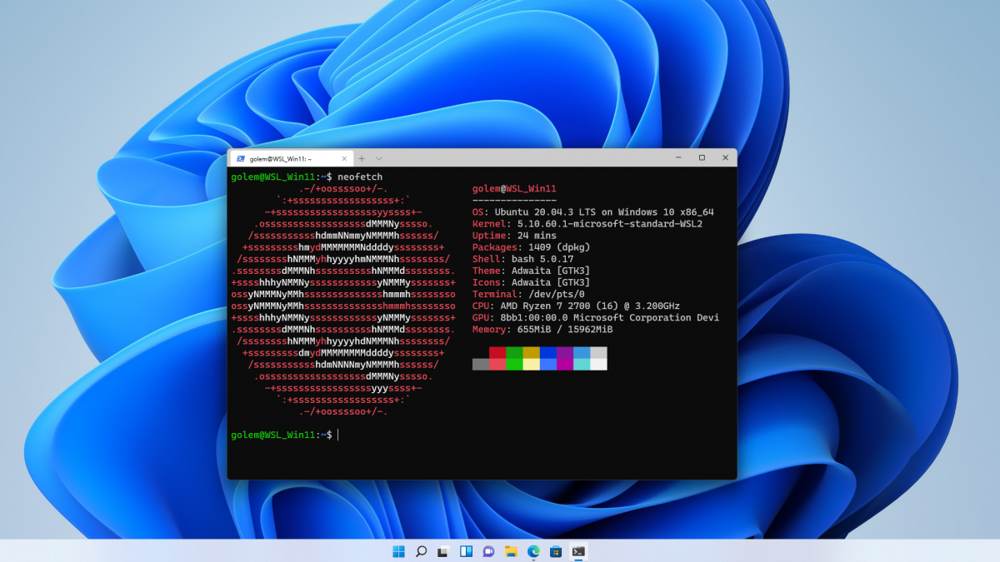 golem@WSL_Win11: ~
golem@WSL_Win11:~$ neofetch
.-/+oossssoo+/-.
`:+ssssssssssssssssss+:`
-+ssssssssssssssssssyyssss+-
.ossssssssssssssssssdMMMNysssso.
/ssssssssssshdmmNNmmyNMMMMhssssss/
+ssssssssshmydMMMMMMMNddddyssssssss+
/sssssssshNMMMyhhyyyyhmNMMMNhssssssss/
.ssssssssdMMMNhsssssssssshNMMMdssssssss.
+sssshhhyNMMNyssssssssssssyNMMMysssssss+
ossyNMMMNyMMhsssssssssssssshmmmhssssssso
ossyNMMMNyMMhsssssssssssssshmmmhssssssso
+sssshhhyNMMNyssssssssssssyNMMMysssssss+
.ssssssssdMMMNhsssssssssshNMMMdssssssss.
/sssssssshNMMMyhhyyyyhdNMMMNhssssssss/
+sssssssssdmydMMMMMMMMddddyssssssss+
/ssssssssssshdmNNNNmyNMMMMhssssss/
.ossssssssssssssssssdMMMNysssso.
-+sssssssssssssssssyyyssss+-
`:+ssssssssssssssssss+:`
.-/+oossssoo+/-.
golem@WSL_Win11
---------------
OS: Ubuntu 20.04.3 LTS on Windows 10 x86_64
Kernel: 5.10.60.1-microsoft-standard-WSL2
Uptime: 24 mins
Packages: 1409 (dpkg)
Shell: bash 5.0.17
Theme: Adwaita [GTK3]
Icons: Adwaita [GTK3]
Terminal: /dev/pts/0
CPU: AMD Ryzen 7 2700 (16) @ 3.200GHz
GPU: 8bb1:00:00.0 Microsoft Corporation Devi
Memory: 655MiB / 15962MiB
golem@WSL_Win11:~$